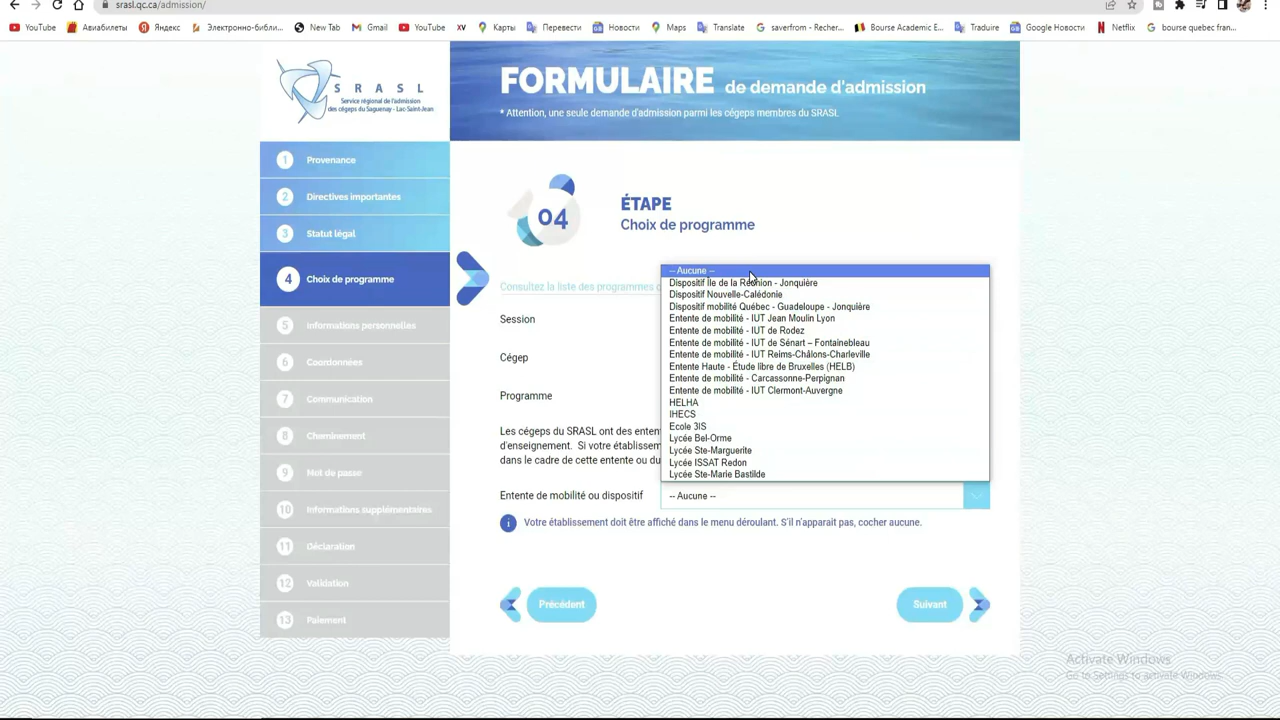 srasl.qc.ca/admission/
YouTube
Авиабилеты
Яндекс
Электронно-библи...
New Tab
Gmail
YouTube
XV
Карты
Перевести
Новости
Maps
Translate
saverfrom - Recher...
Bourse Academic E...
Traduire
Google Новости
Netflix
bourse quebec fran...
SRASL
Service régional de l'admission
des cégeps du Saguenay - Lac-Saint-Jean
FORMULAIRE de demande d'admission
* Attention, une seule demande d'admission parmi les cégeps membres du SRASL
1 Provenance
2 Directives importantes
3 Statut légal
4 Choix de programme
5 Informations personnelles
6 Coordonnées
7 Communication
8 Cheminement
9 Mot de passe
10 Informations supplémentaires
11 Déclaration
12 Validation
13 Paiement
04
ÉTAPE
Choix de programme
Consultez la liste des programmes
Session
Cégep
Programme
Les cégeps du SRASL ont des enten
d'enseignement. Si votre établissem
dans le cadre de cette entente ou du
-- Aucune --
Dispositif Île de la Réunion - Jonquière
Dispositif Nouvelle-Calédonie
Dispositif mobilité Québec - Guadeloupe - Jonquière
Entente de mobilité - IUT Jean Moulin Lyon
Entente de mobilité - IUT de Rodez
Entente de mobilité - IUT de Sénart – Fontainebleau
Entente de mobilité - IUT Reims-Châlons-Charleville
Entente Haute - Étude libre de Bruxelles (HELB)
Entente de mobilité - Carcassonne-Perpignan
Entente de mobilité - IUT Clermont-Auvergne
HELHA
IHECS
Ecole 3IS
Lycée Bel-Orme
Lycée Ste-Marguerite
Lycée ISSAT Redon
Lycée Ste-Marie Bastilde
Entente de mobilité ou dispositif
-- Aucune --
i Votre établissement doit être affiché dans le menu déroulant. S'il n'apparait pas, cocher aucune.
Précédent
Suivant
Activate Windows
Go to Settings to activate Windows.